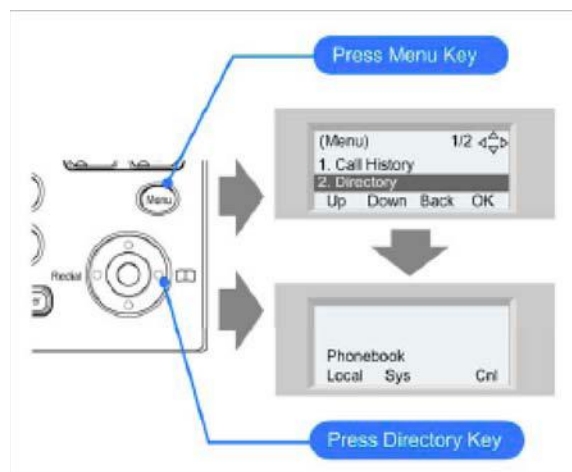 Press Menu Key
(Menu) 1/2
1. Call History
2. Directory
Up Down Back OK
Menu
Redial
Phonebook
Local Sys Cnl
Press Directory Key